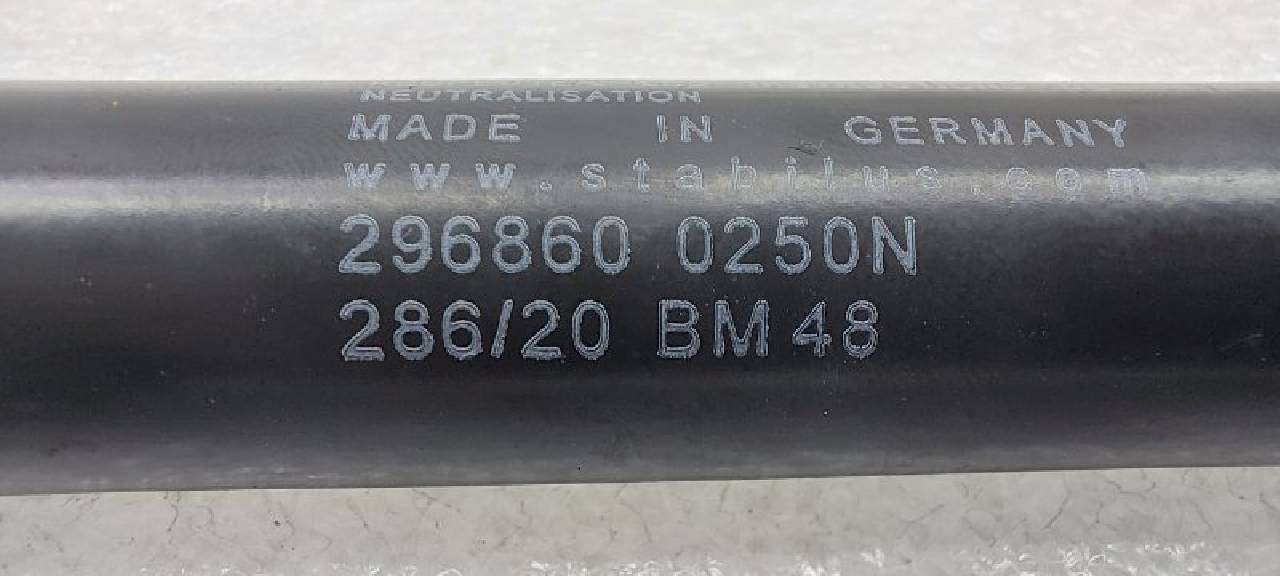 NEUTRALISATION
MADE IN GERMANY
www.stabilus.com
296860 0250N
286/20 BM 48